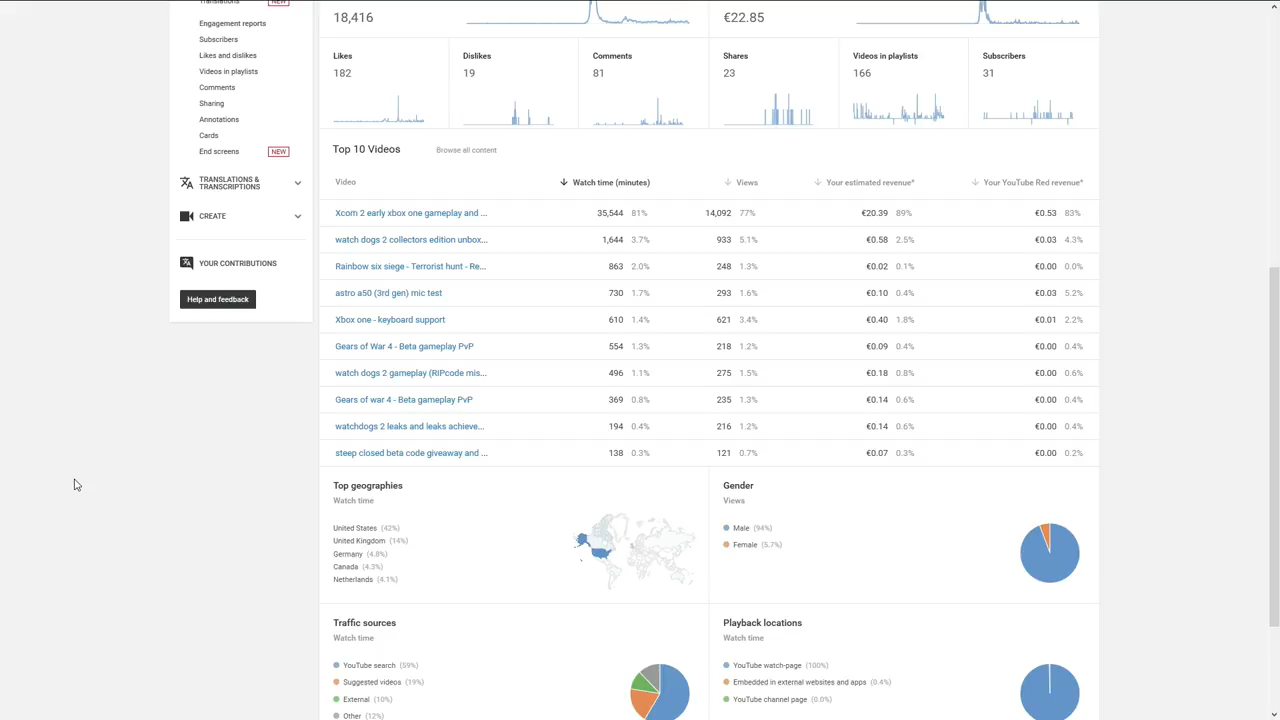 Translations NEW
Engagement reports
Subscribers
Likes and dislikes
Videos in playlists
Comments
Sharing
Annotations
Cards
End screens NEW
TRANSLATIONS &
TRANSCRIPTIONS
CREATE
YOUR CONTRIBUTIONS
Help and feedback
18,416 €22.85
Likes Dislikes Comments Shares Videos in playlists Subscribers
182 19 81 23 166 31
Top 10 Videos Browse all content
Video Watch time (minutes) Views Your estimated revenue* Your YouTube Red revenue*
Xcom 2 early xbox one gameplay and ... 35,544 81% 14,092 77% €20.39 89% €0.53 83%
watch dogs 2 collectors edition unbox... 1,644 3.7% 933 5.1% €0.58 2.5% €0.03 4.3%
Rainbow six siege - Terrorist hunt - Re... 863 2.0% 248 1.3% €0.02 0.1% €0.00 0.0%
astro a50 (3rd gen) mic test 730 1.7% 293 1.6% €0.10 0.4% €0.03 5.2%
Xbox one - keyboard support 610 1.4% 621 3.4% €0.40 1.8% €0.01 2.2%
Gears of War 4 - Beta gameplay PvP 554 1.3% 218 1.2% €0.09 0.4% €0.00 0.4%
watch dogs 2 gameplay (RIPcode mis... 496 1.1% 275 1.5% €0.18 0.8% €0.00 0.6%
Gears of war 4 - Beta gameplay PvP 369 0.8% 235 1.3% €0.14 0.6% €0.00 0.4%
watchdogs 2 leaks and leaks achieve... 194 0.4% 216 1.2% €0.14 0.6% €0.00 0.4%
steep closed beta code giveaway and ... 138 0.3% 121 0.7% €0.07 0.3% €0.00 0.2%
Top geographies
Watch time
United States (42%)
United Kingdom (14%)
Germany (4.8%)
Canada (4.3%)
Netherlands (4.1%)
Gender
Views
Male (94%)
Female (5.7%)
Traffic sources
Watch time
YouTube search (59%)
Suggested videos (19%)
External (10%)
Other (12%)
Playback locations
Watch time
YouTube watch-page (100%)
Embedded in external websites and apps (0.4%)
YouTube channel page (0.0%)